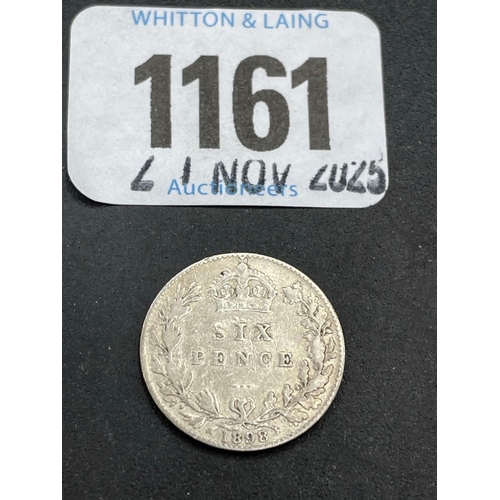 WHITTON & LAING
1161
21 NOV 2025
Auctioneers
SIX
PENCE
1898